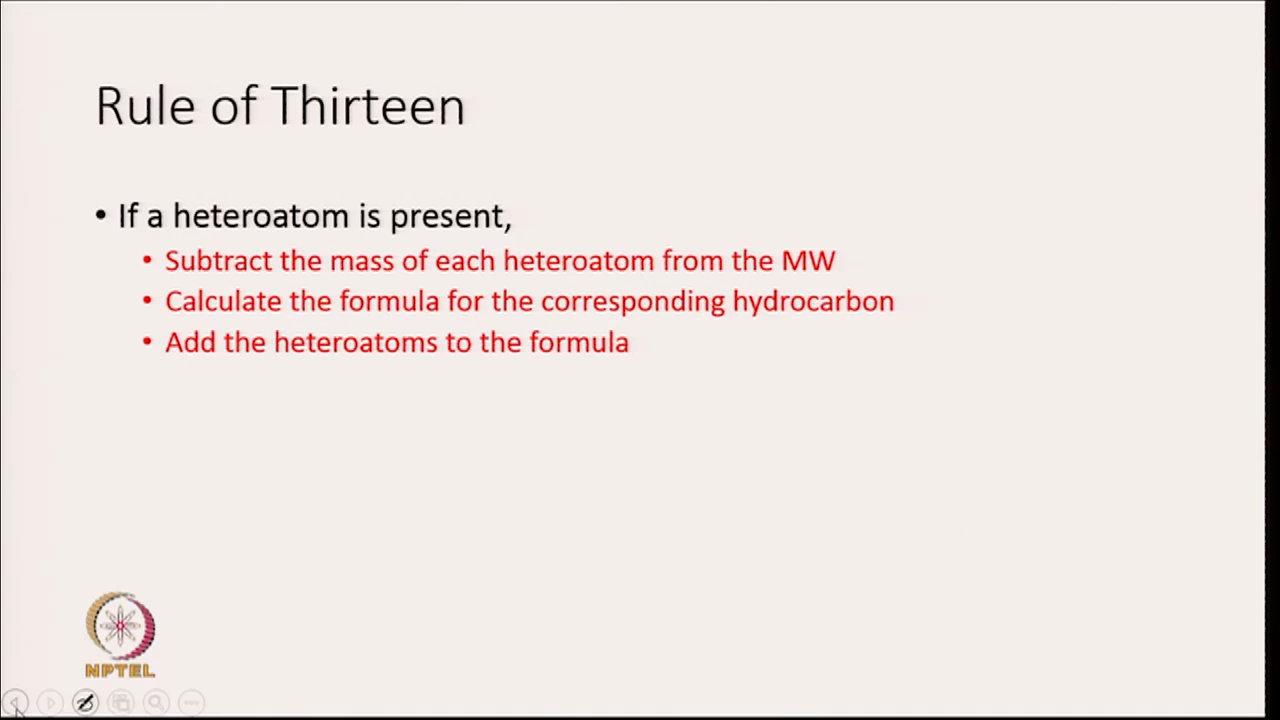 Rule of Thirteen
• If a heteroatom is present,
• Subtract the mass of each heteroatom from the MW
• Calculate the formula for the corresponding hydrocarbon
• Add the heteroatoms to the formula
NPTEL